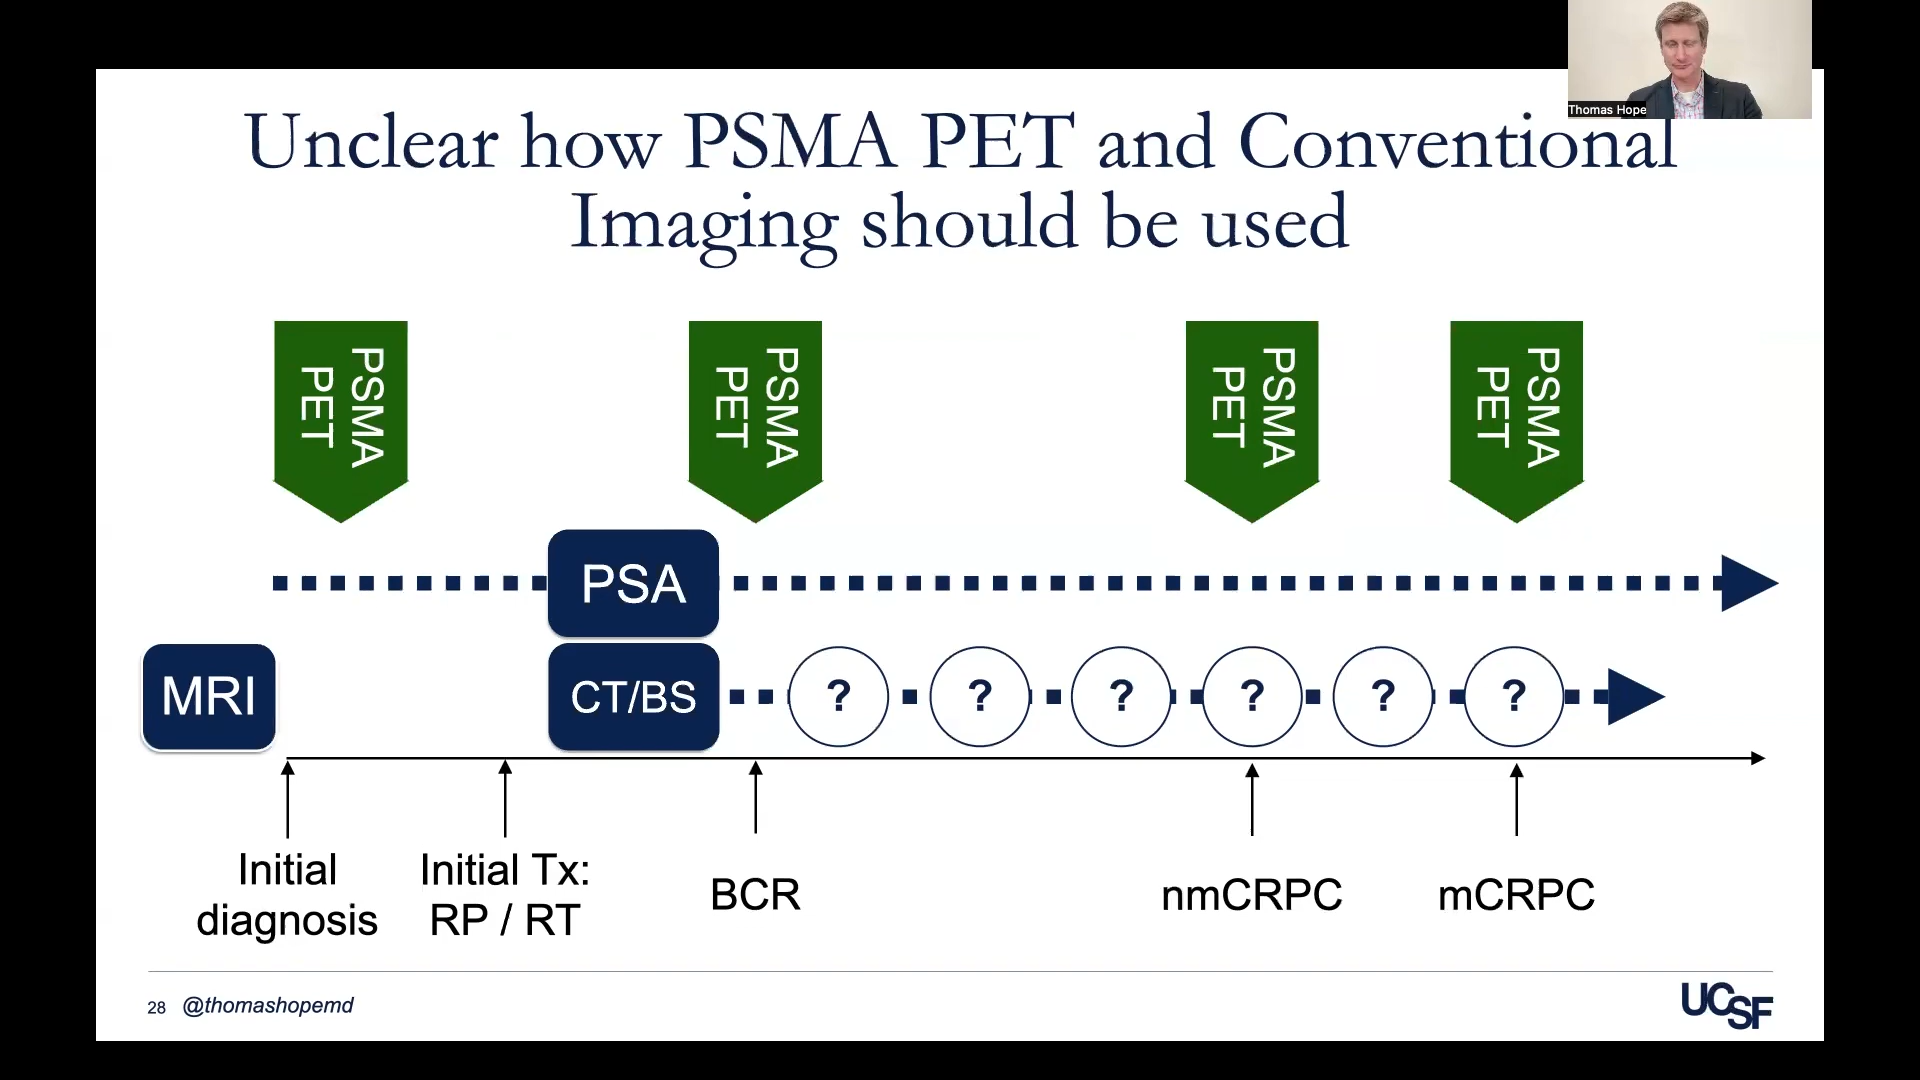 Thomas Hope
Unclear how PSMA PET and Conventional
Imaging should be used
PSMA
PET
PSMA
PET
PSMA
PET
PSMA
PET
PSA
MRI
CT/BS
?
?
?
?
?
?
Initial
diagnosis
Initial Tx:
RP / RT
BCR
nmCRPC
mCRPC
28 @thomashopemd
UCSF